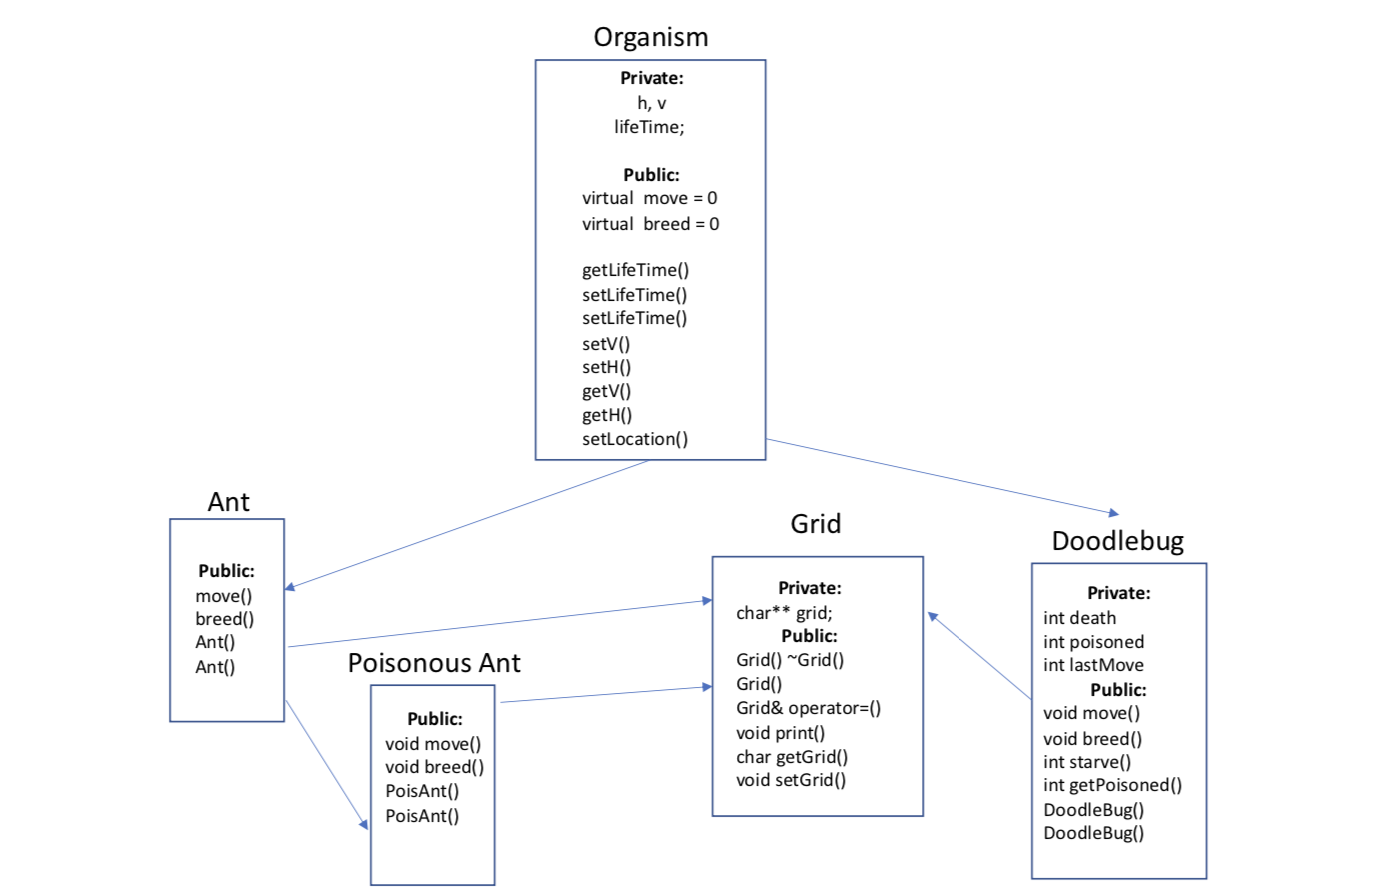 Organism
Private:
h, v
lifeTime;
Public:
virtual  move = 0
virtual  breed = 0
getLifeTime()
setLifeTime()
setLifeTime()
setV()
setH()
getV()
getH()
setLocation()
Ant
Public:
move()
breed()
Ant()
Ant()
Poisonous Ant
Public:
void move()
void breed()
PoisAnt()
PoisAnt()
Grid
Private:
char** grid;
Public:
Grid() ~Grid()
Grid()
Grid& operator=()
void print()
char getGrid()
void setGrid()
Doodlebug
Private:
int death
int poisoned
int lastMove
Public:
void move()
void breed()
int starve()
int getPoisoned()
DoodleBug()
DoodleBug()